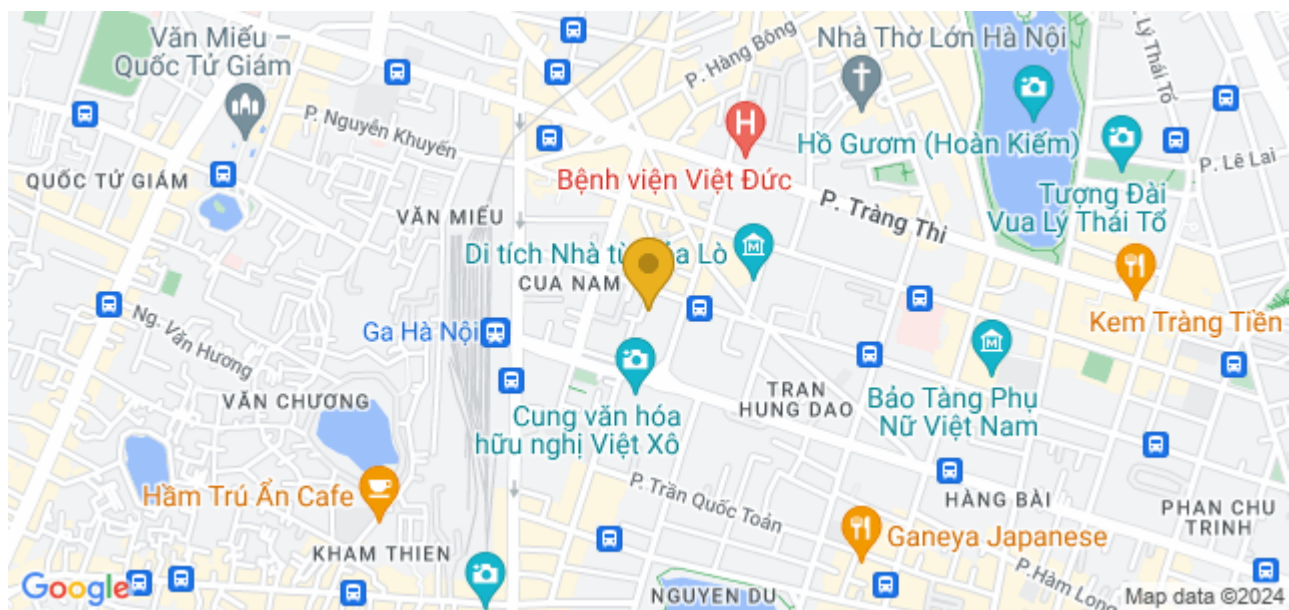 Văn Miếu –
Quốc Tử Giám
P. Hàng Bông
Nhà Thờ Lớn Hà Nội
Lý Thái Tổ
P. Nguyễn Khuyến
Hồ Gươm (Hoàn Kiếm)
P. Lê Lai
QUỐC TỬ GIÁM
Bệnh viện Việt Đức
Tượng Đài
Vua Lý Thái Tổ
VĂN MIẾU
P. Tràng Thi
Di tích Nhà
Lò
CUA NAM
Ng. Văn Hương
Ga Hà Nội
Kem Tràng Tiền
VĂN CHƯƠNG
TRAN
HUNG DAO
Bảo Tàng Phụ
Nữ Việt Nam
Cung văn hóa
hữu nghị Việt Xô
Hầm Trú Ẩn Cafe
P. Trần Quốc Toản
HÀNG BÀI
PHAN CHU
TRINH
Ganeya Japanese
KHAM THIEN
P.Hàm Long
NGUYEN DU
Google
Map data ©2024